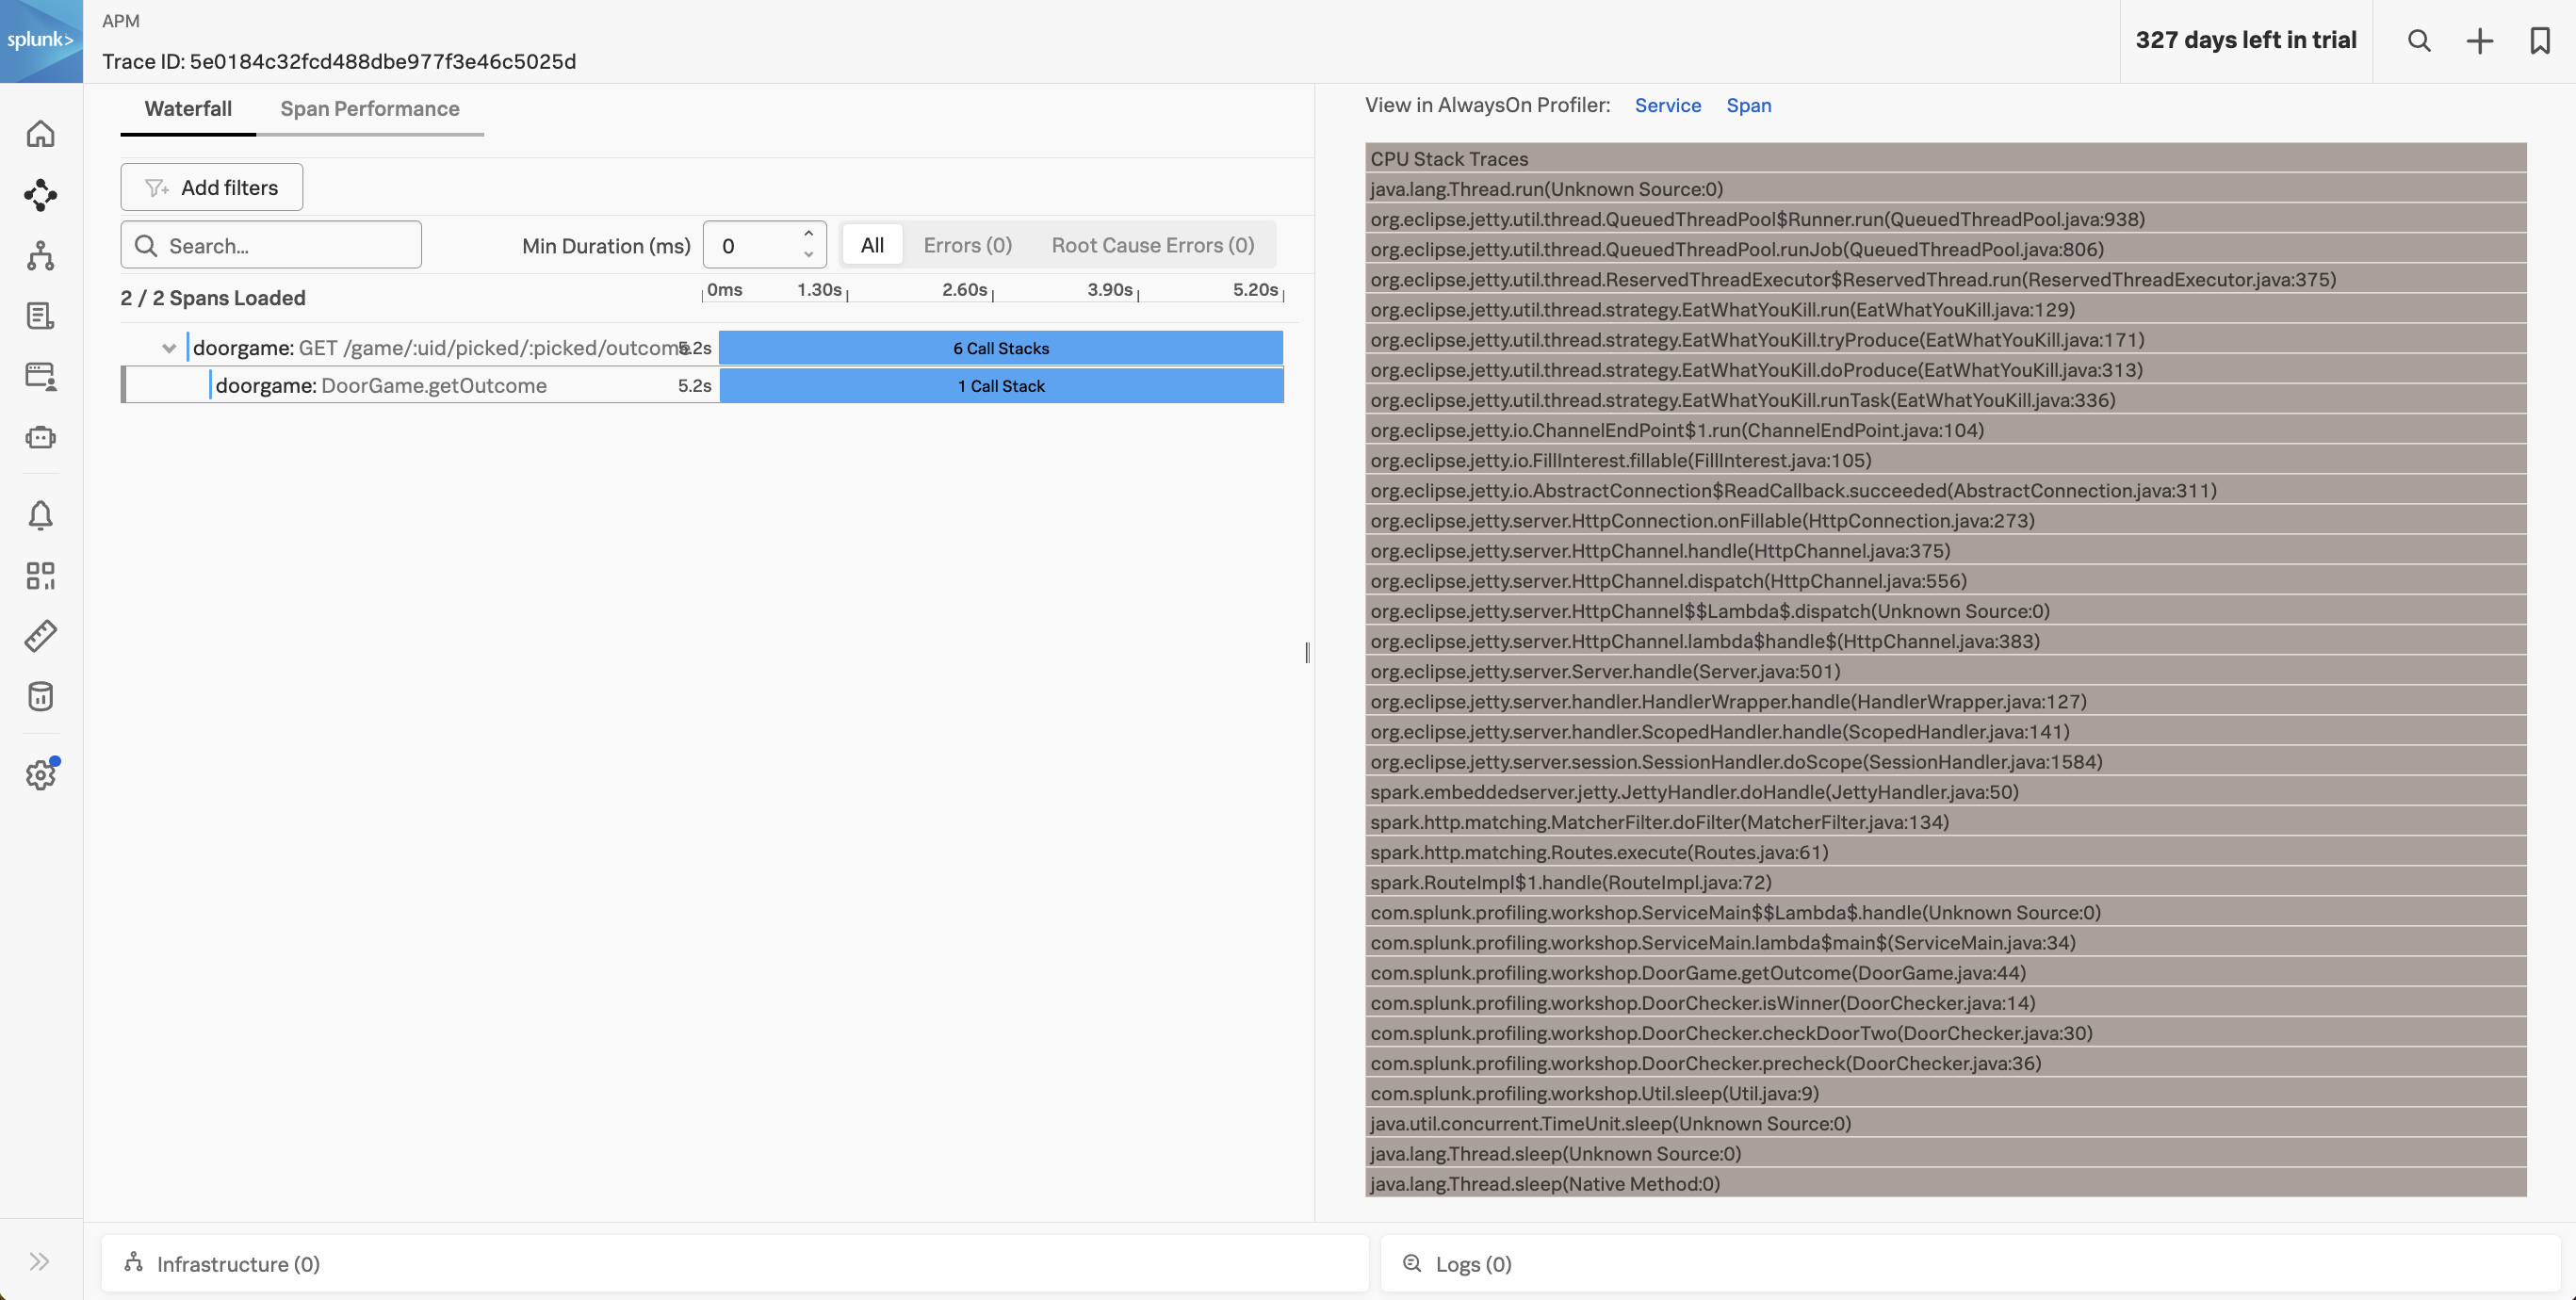 splunk>
APM
Trace ID: 5e0184c32fcd488dbe977f3e46c5025d
327 days left in trial
Waterfall Span Performance
Add filters
Search...
Min Duration (ms) 0 All Errors (0) Root Cause Errors (0)
2 / 2 Spans Loaded
0ms 1.30s 2.60s 3.90s 5.20s
doorgame: GET /game/:uid/picked/:picked/outcome 5.2s 6 Call Stacks
doorgame: DoorGame.getOutcome 5.2s 1 Call Stack
View in AlwaysOn Profiler: Service Span
CPU Stack Traces
java.lang.Thread.run(Unknown Source:0)
org.eclipse.jetty.util.thread.QueuedThreadPool$Runner.run(QueuedThreadPool.java:938)
org.eclipse.jetty.util.thread.QueuedThreadPool.runJob(QueuedThreadPool.java:806)
org.eclipse.jetty.util.thread.ReservedThreadExecutor$ReservedThread.run(ReservedThreadExecutor.java:375)
org.eclipse.jetty.util.thread.strategy.EatWhatYouKill.run(EatWhatYouKill.java:129)
org.eclipse.jetty.util.thread.strategy.EatWhatYouKill.tryProduce(EatWhatYouKill.java:171)
org.eclipse.jetty.util.thread.strategy.EatWhatYouKill.doProduce(EatWhatYouKill.java:313)
org.eclipse.jetty.util.thread.strategy.EatWhatYouKill.runTask(EatWhatYouKill.java:336)
org.eclipse.jetty.io.ChannelEndPoint$1.run(ChannelEndPoint.java:104)
org.eclipse.jetty.io.FillInterest.fillable(FillInterest.java:105)
org.eclipse.jetty.io.AbstractConnection$ReadCallback.succeeded(AbstractConnection.java:311)
org.eclipse.jetty.server.HttpConnection.onFillable(HttpConnection.java:273)
org.eclipse.jetty.server.HttpChannel.handle(HttpChannel.java:375)
org.eclipse.jetty.server.HttpChannel.dispatch(HttpChannel.java:556)
org.eclipse.jetty.server.HttpChannel$$Lambda$.dispatch(Unknown Source:0)
org.eclipse.jetty.server.HttpChannel.lambda$handle$(HttpChannel.java:383)
org.eclipse.jetty.server.Server.handle(Server.java:501)
org.eclipse.jetty.server.handler.HandlerWrapper.handle(HandlerWrapper.java:127)
org.eclipse.jetty.server.handler.ScopedHandler.handle(ScopedHandler.java:141)
org.eclipse.jetty.server.session.SessionHandler.doScope(SessionHandler.java:1584)
spark.embeddedserver.jetty.JettyHandler.doHandle(JettyHandler.java:50)
spark.http.matching.MatcherFilter.doFilter(MatcherFilter.java:134)
spark.http.matching.Routes.execute(Routes.java:61)
spark.RouteImpl$1.handle(RouteImpl.java:72)
com.splunk.profiling.workshop.ServiceMain$$Lambda$.handle(Unknown Source:0)
com.splunk.profiling.workshop.ServiceMain.lambda$main$(ServiceMain.java:34)
com.splunk.profiling.workshop.DoorGame.getOutcome(DoorGame.java:44)
com.splunk.profiling.workshop.DoorChecker.isWinner(DoorChecker.java:14)
com.splunk.profiling.workshop.DoorChecker.checkDoorTwo(DoorChecker.java:30)
com.splunk.profiling.workshop.DoorChecker.precheck(DoorChecker.java:36)
com.splunk.profiling.workshop.Util.sleep(Util.java:9)
java.util.concurrent.TimeUnit.sleep(Unknown Source:0)
java.lang.Thread.sleep(Unknown Source:0)
java.lang.Thread.sleep(Native Method:0)
Infrastructure (0)
Logs (0)